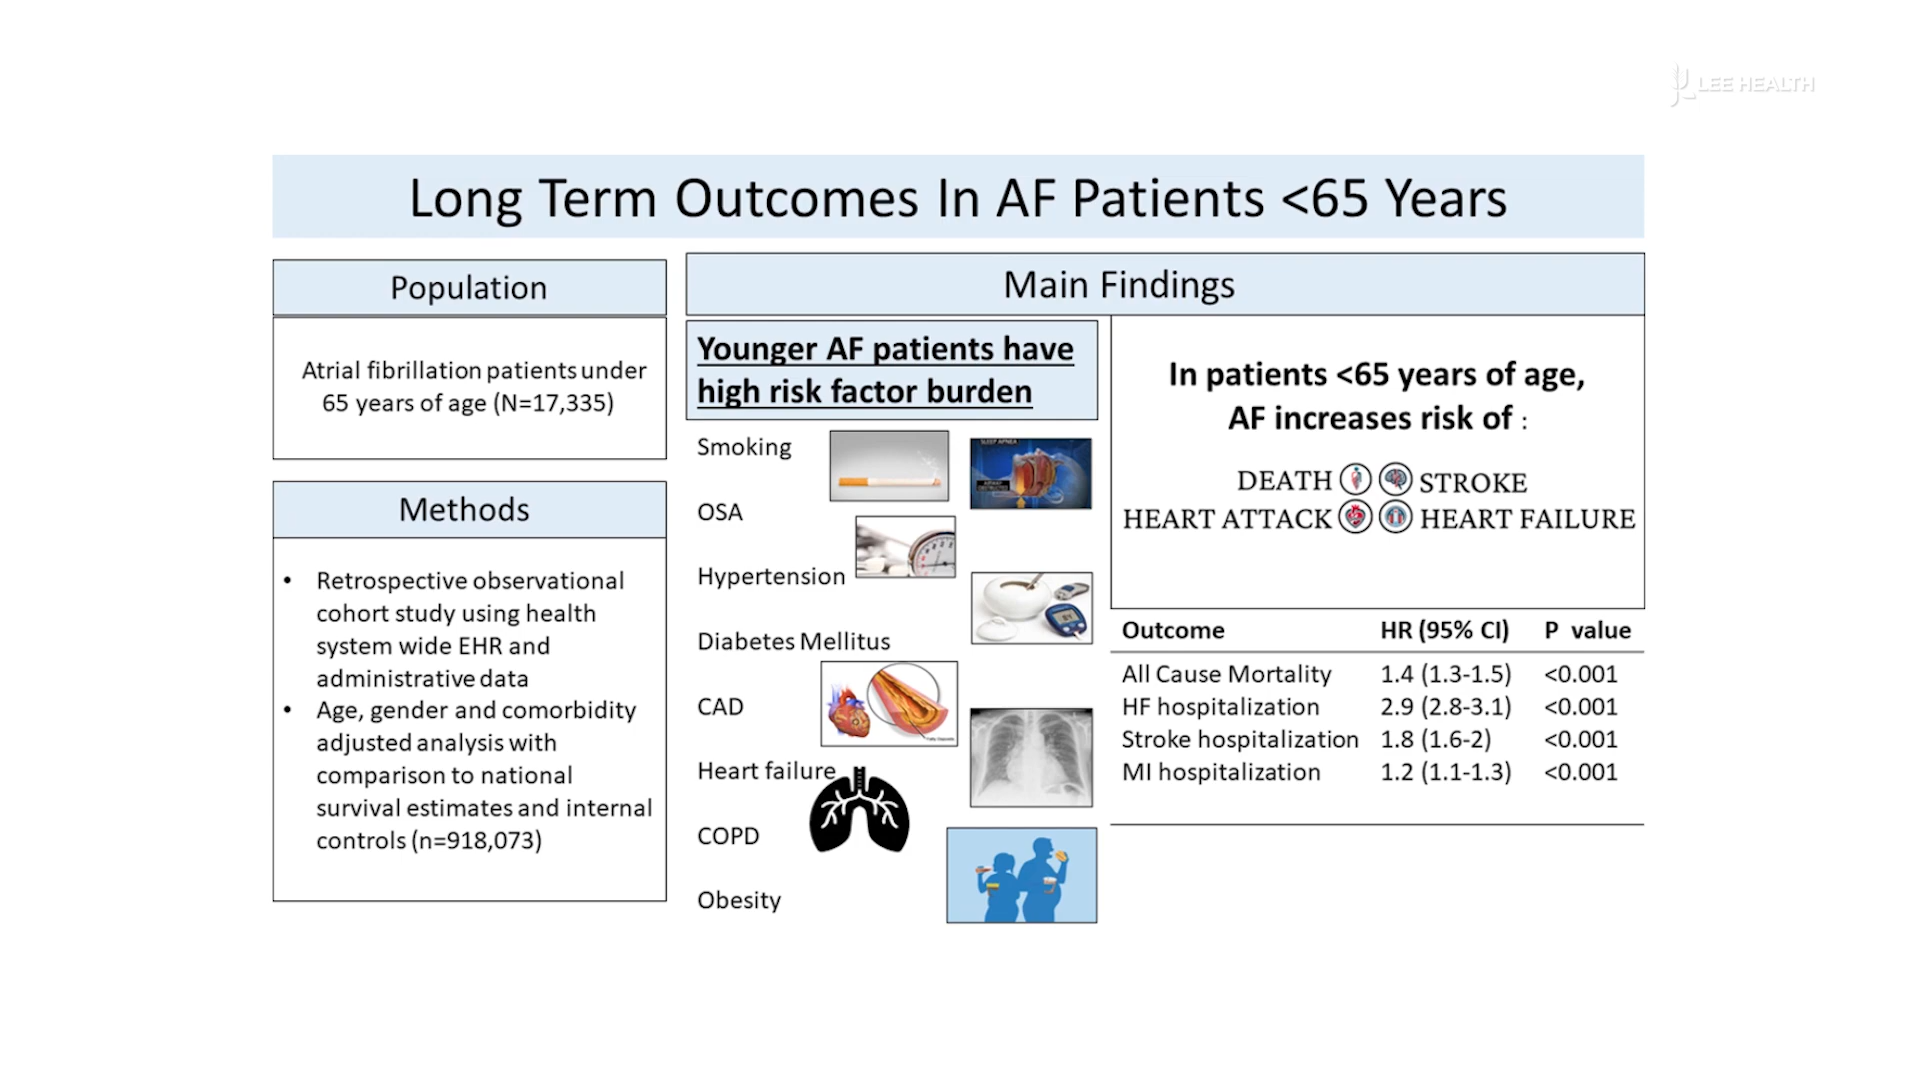 LEE HEALTH
Long Term Outcomes In AF Patients <65 Years
Population
Atrial fibrillation patients under
65 years of age (N=17,335)
Methods
• Retrospective observational
cohort study using health
system wide EHR and
administrative data
• Age, gender and comorbidity
adjusted analysis with
comparison to national
survival estimates and internal
controls (n=918,073)
Main Findings
Younger AF patients have
high risk factor burden
Smoking
SLEEP APNEA
OSA
Hypertension
Diabetes Mellitus
CAD
Heart failure
COPD
Obesity
In patients <65 years of age,
AF increases risk of :
DEATH STROKE
HEART ATTACK HEART FAILURE
Outcome HR (95% CI) P value
All Cause Mortality 1.4 (1.3-1.5) <0.001
HF hospitalization 2.9 (2.8-3.1) <0.001
Stroke hospitalization 1.8 (1.6-2) <0.001
MI hospitalization 1.2 (1.1-1.3) <0.001